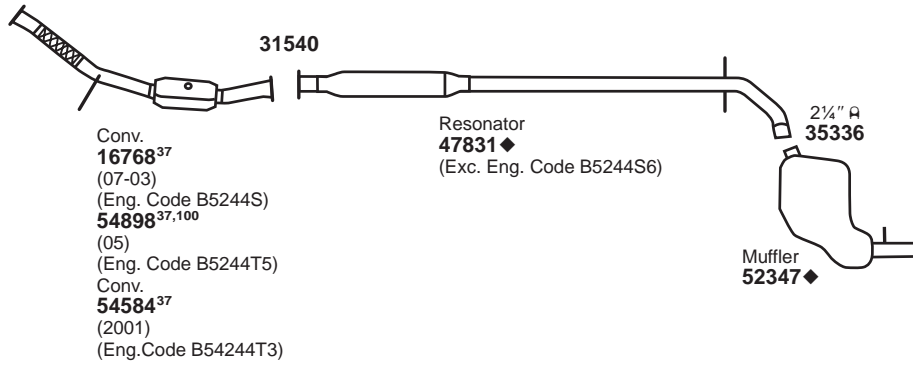 31540
Conv.
16768³⁷
(07-03)
(Eng. Code B5244S)
54898³⁷,¹⁰⁰
(05)
(Eng. Code B5244T5)
Conv.
54584³⁷
(2001)
(Eng.Code B54244T3)
Resonator
47831◆
(Exc. Eng. Code B5244S6)
2¼"
35336
Muffler
52347◆